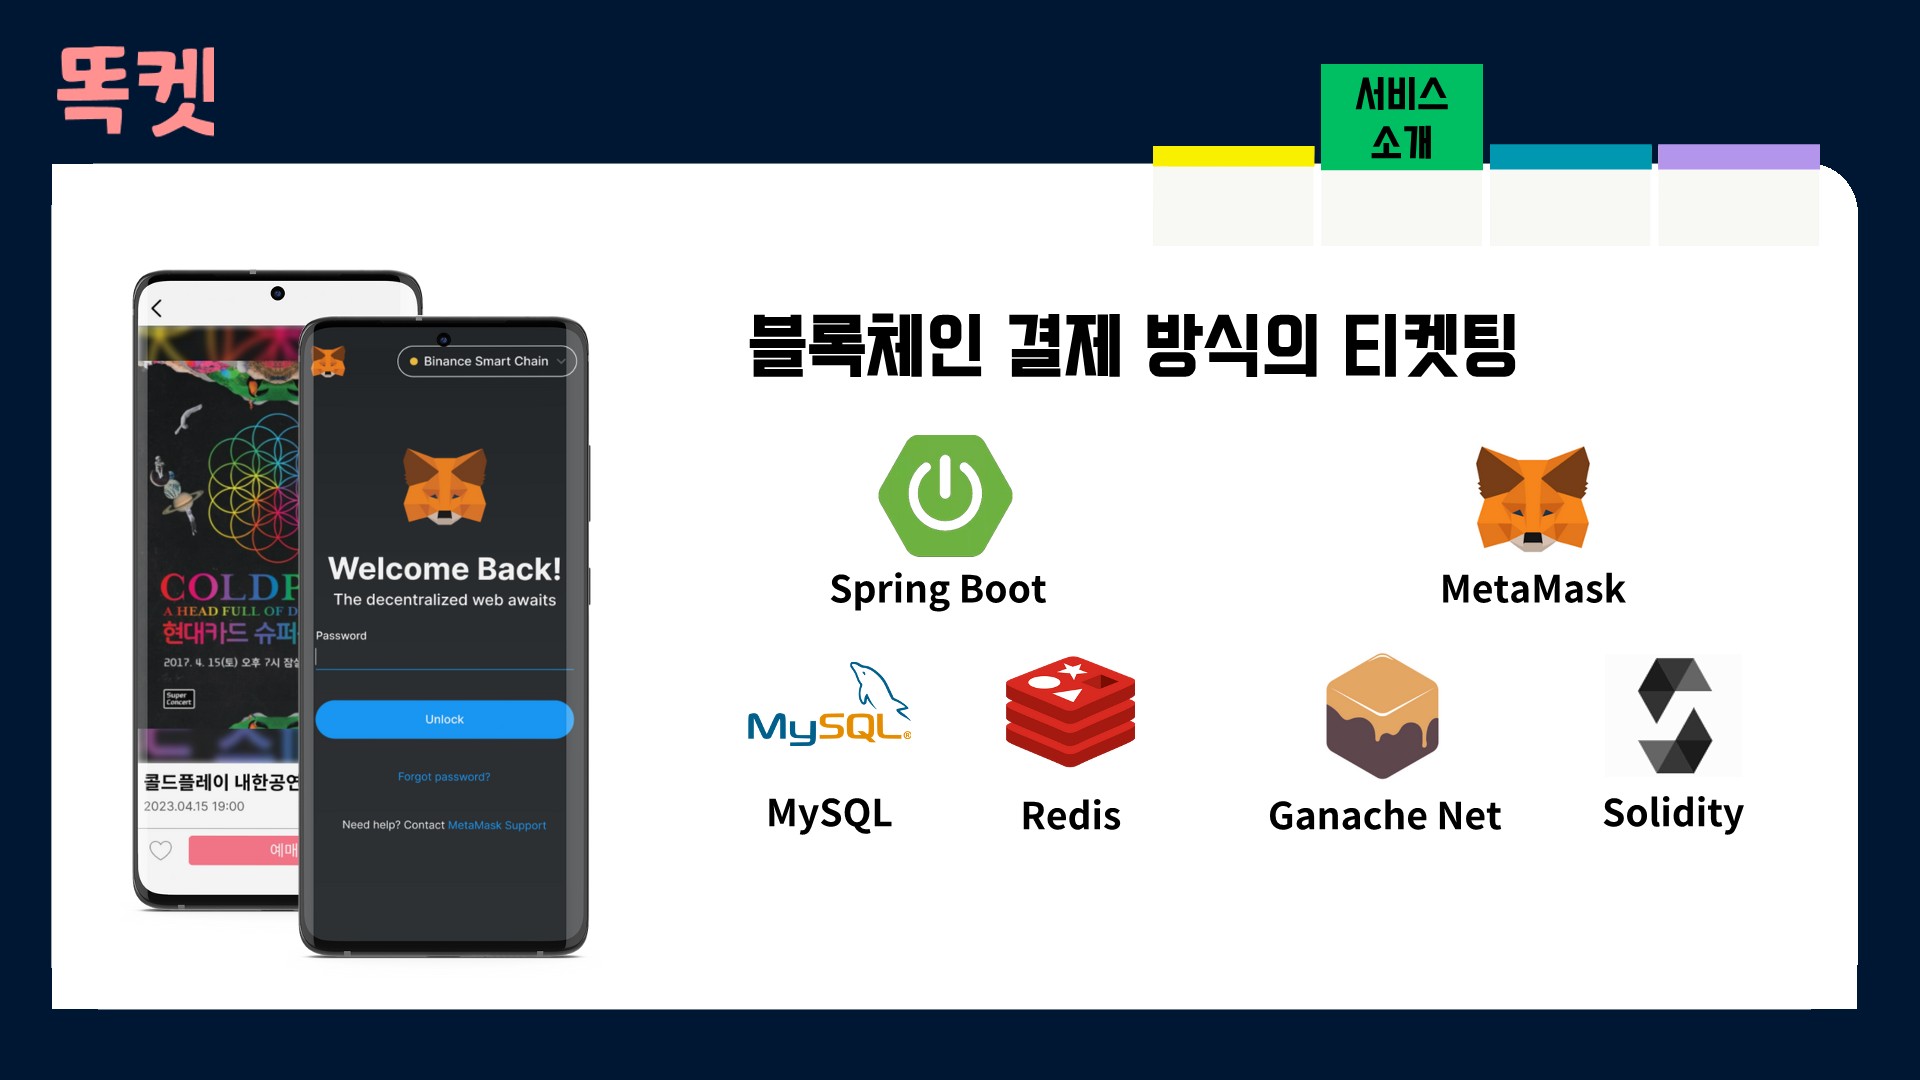 똑켓
서비스
소개
블록체인 결제 방식의 티켓팅
Spring Boot
MetaMask
MySQL®
MySQL
Redis
Ganache Net
Solidity
COLDP
A HEAD FULL OF D
현대카드 슈퍼
2017. 4. 15(토) 오후 7시 잠실
Super
Concert
콜드플레이 내한공연
2023.04.15 19:00
예매
Binance Smart Chain
Welcome Back!
The decentralized web awaits
Password
Unlock
Forgot password?
Need help? Contact MetaMask Support